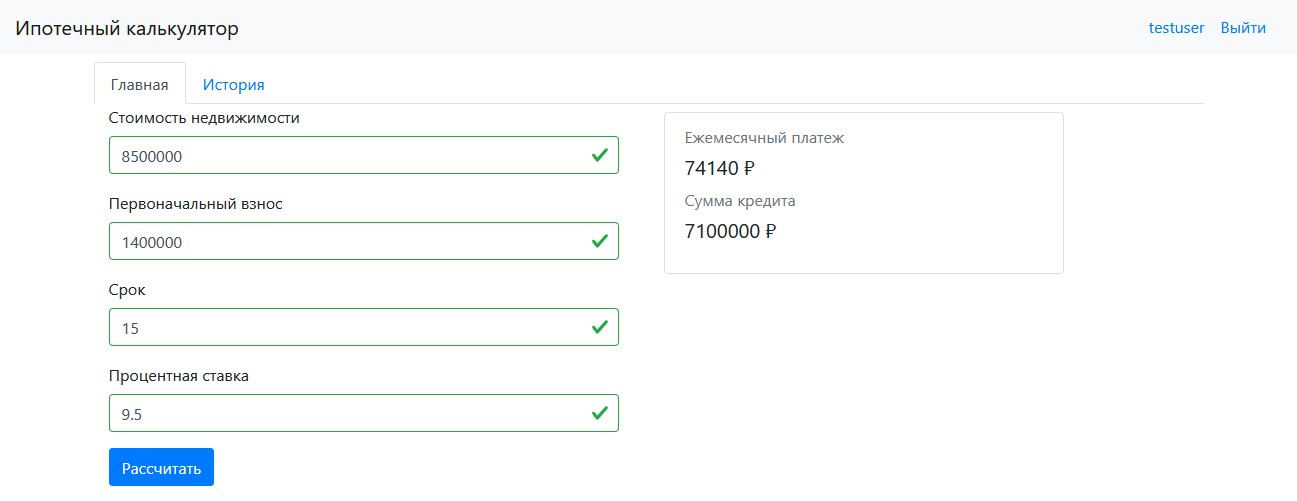 Ипотечный калькулятор
testuser Выйти
Главная История
Стоимость недвижимости
8500000
Первоначальный взнос
1400000
Срок
15
Процентная ставка
9.5
Рассчитать
Ежемесячный платеж
74140 ₽
Сумма кредита
7100000 ₽